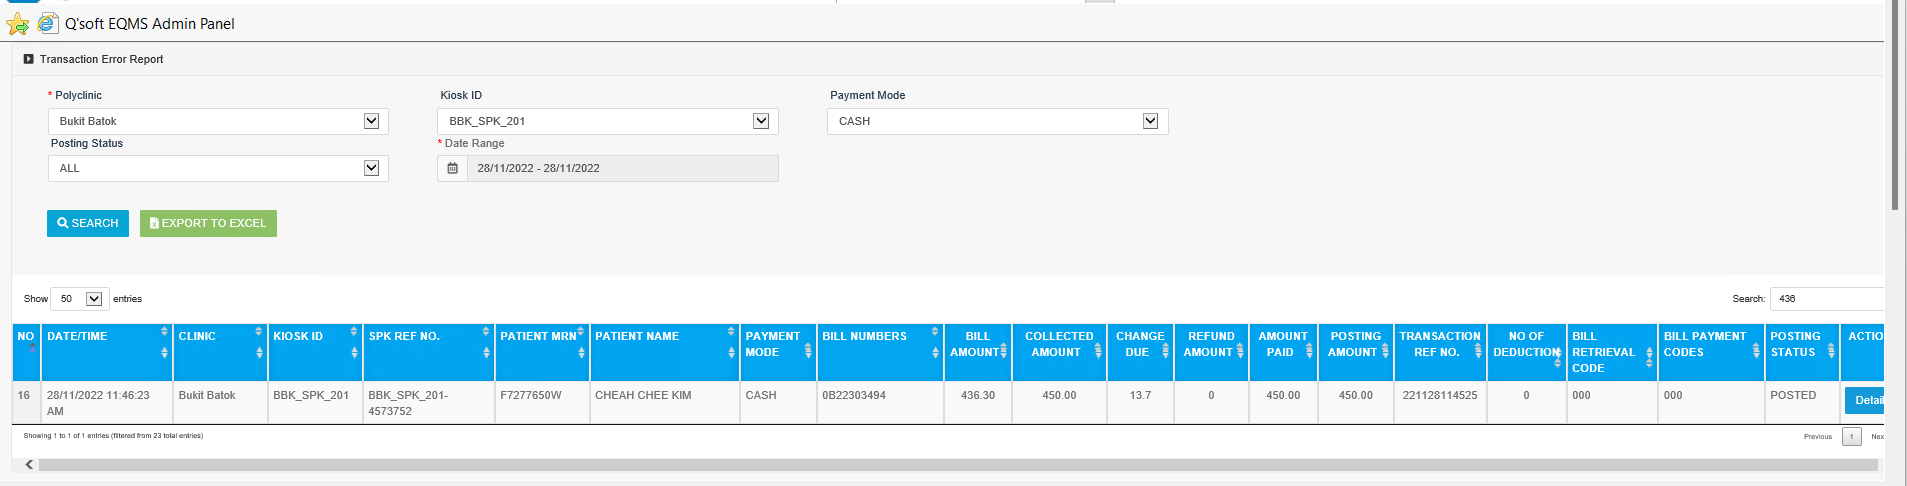 Q'soft EQMS Admin Panel
Transaction Error Report
* Polyclinic
Kiosk ID
Payment Mode
Bukit Batok
BBK_SPK_201
CASH
Posting Status
* Date Range
ALL
28/11/2022 - 28/11/2022
SEARCH
EXPORT TO EXCEL
Show 50 entries
Search: 436
NO
DATE/TIME
CLINIC
KIOSK ID
SPK REF NO.
PATIENT MRN
PATIENT NAME
PAYMENT
MODE
BILL NUMBERS
BILL
AMOUNT
COLLECTED
AMOUNT
CHANGE
DUE
REFUND
AMOUNT
AMOUNT
PAID
POSTING
AMOUNT
TRANSACTION
REF NO.
NO OF
DEDUCTION
BILL
RETRIEVAL
CODE
BILL PAYMENT
CODES
POSTING
STATUS
ACTIO
16
28/11/2022 11:46:23
AM
Bukit Batok
BBK_SPK_201
BBK_SPK_201-
4573752
F7277650W
CHEAH CHEE KIM
CASH
0B22303494
436.30
450.00
13.7
0
450.00
450.00
221128114525
0
000
000
POSTED
Detail
Showing 1 to 1 of 1 entries (filtered from 23 total entries)
Previous 1 Nex